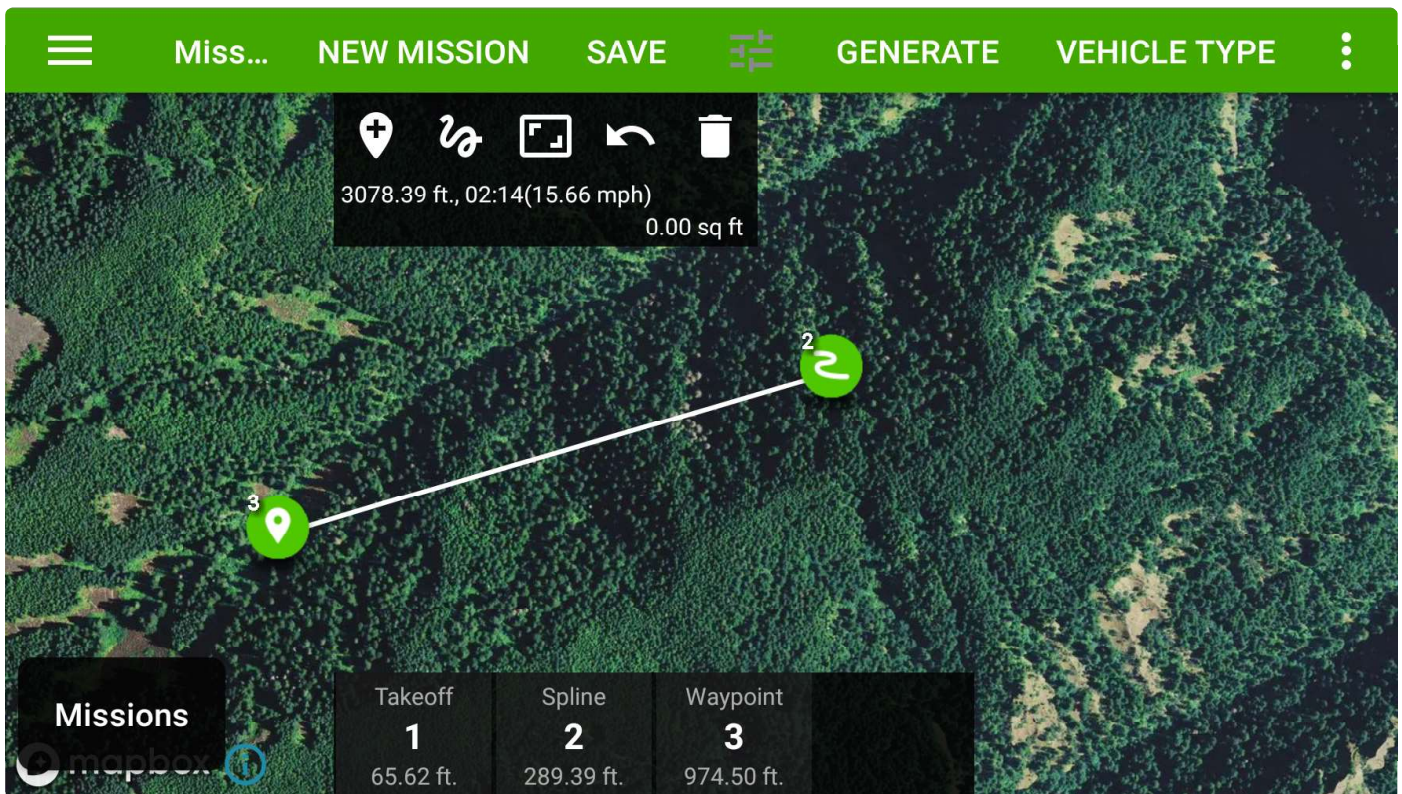 Miss... NEW MISSION SAVE GENERATE VEHICLE TYPE
3078.39 ft., 02:14(15.66 mph)
0.00 sq ft
2
3
Missions
mapbox
Takeoff Spline Waypoint
1 2 3
65.62 ft. 289.39 ft. 974.50 ft.